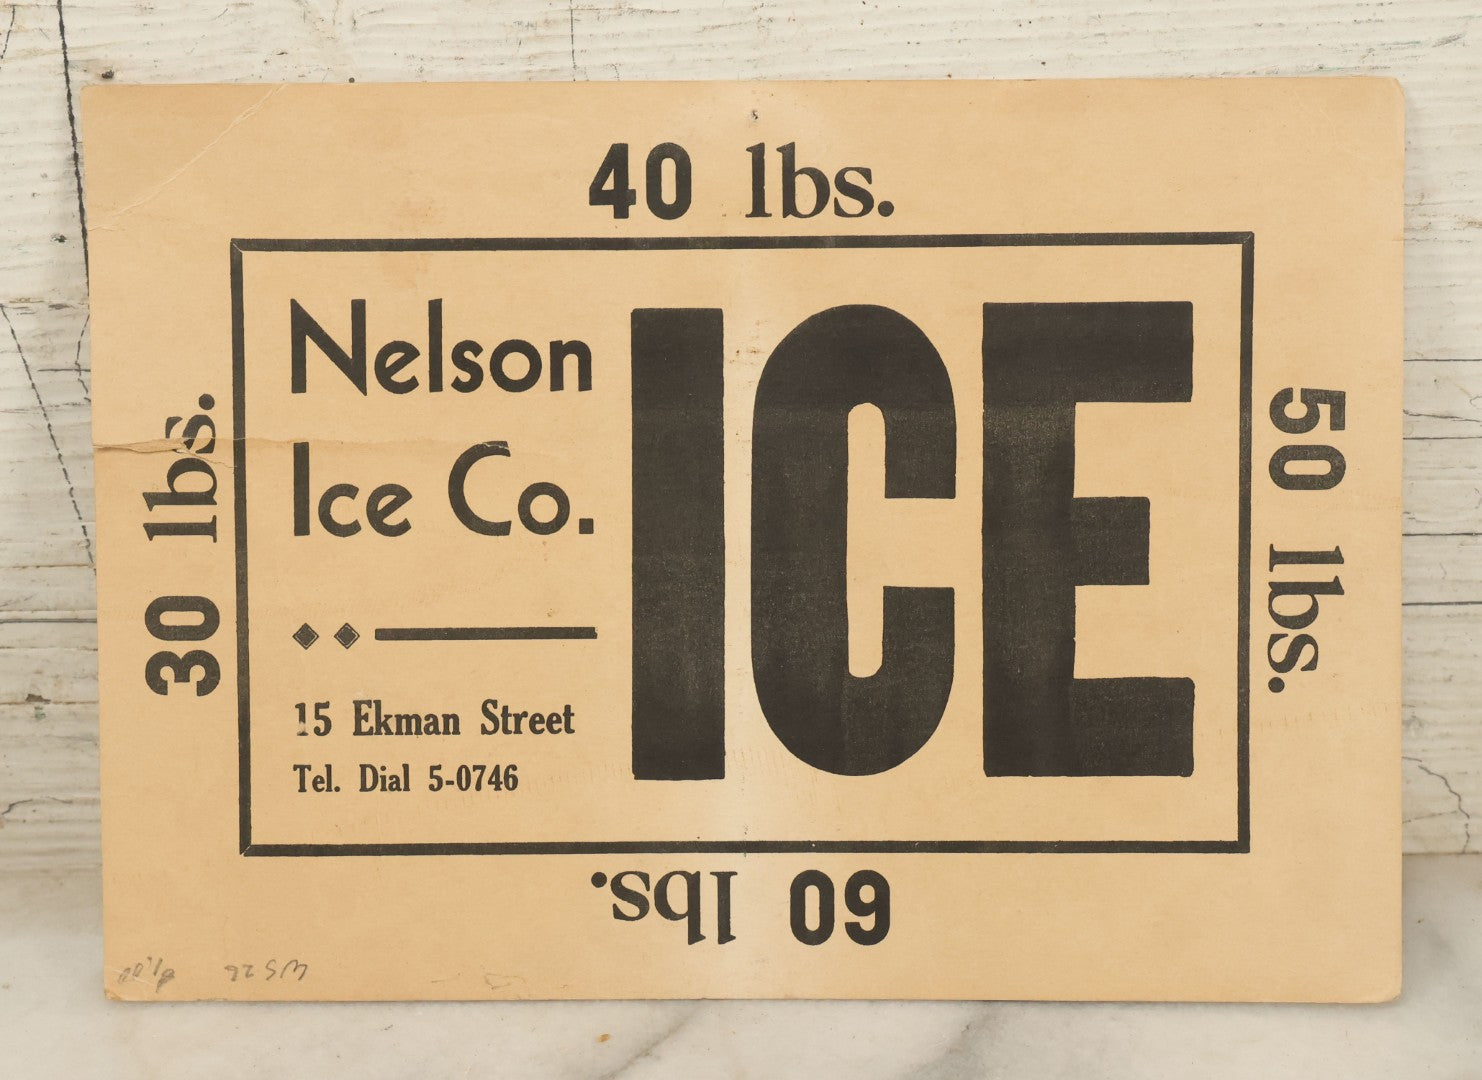 40 lbs.
30 lbs.
Nelson
Ice Co.
ICE
15 Ekman Street
Tel. Dial 5-0746
50 lbs.
60 lbs.